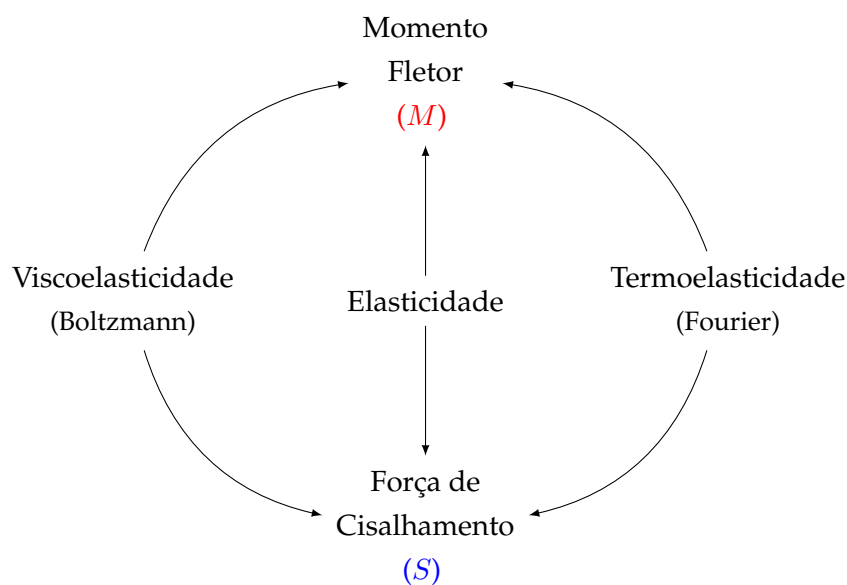 Momento
Fletor
(M)
Viscoelasticidade
(Boltzmann)
Elasticidade
Termoelasticidade
(Fourier)
Força de
Cisalhamento
(S)